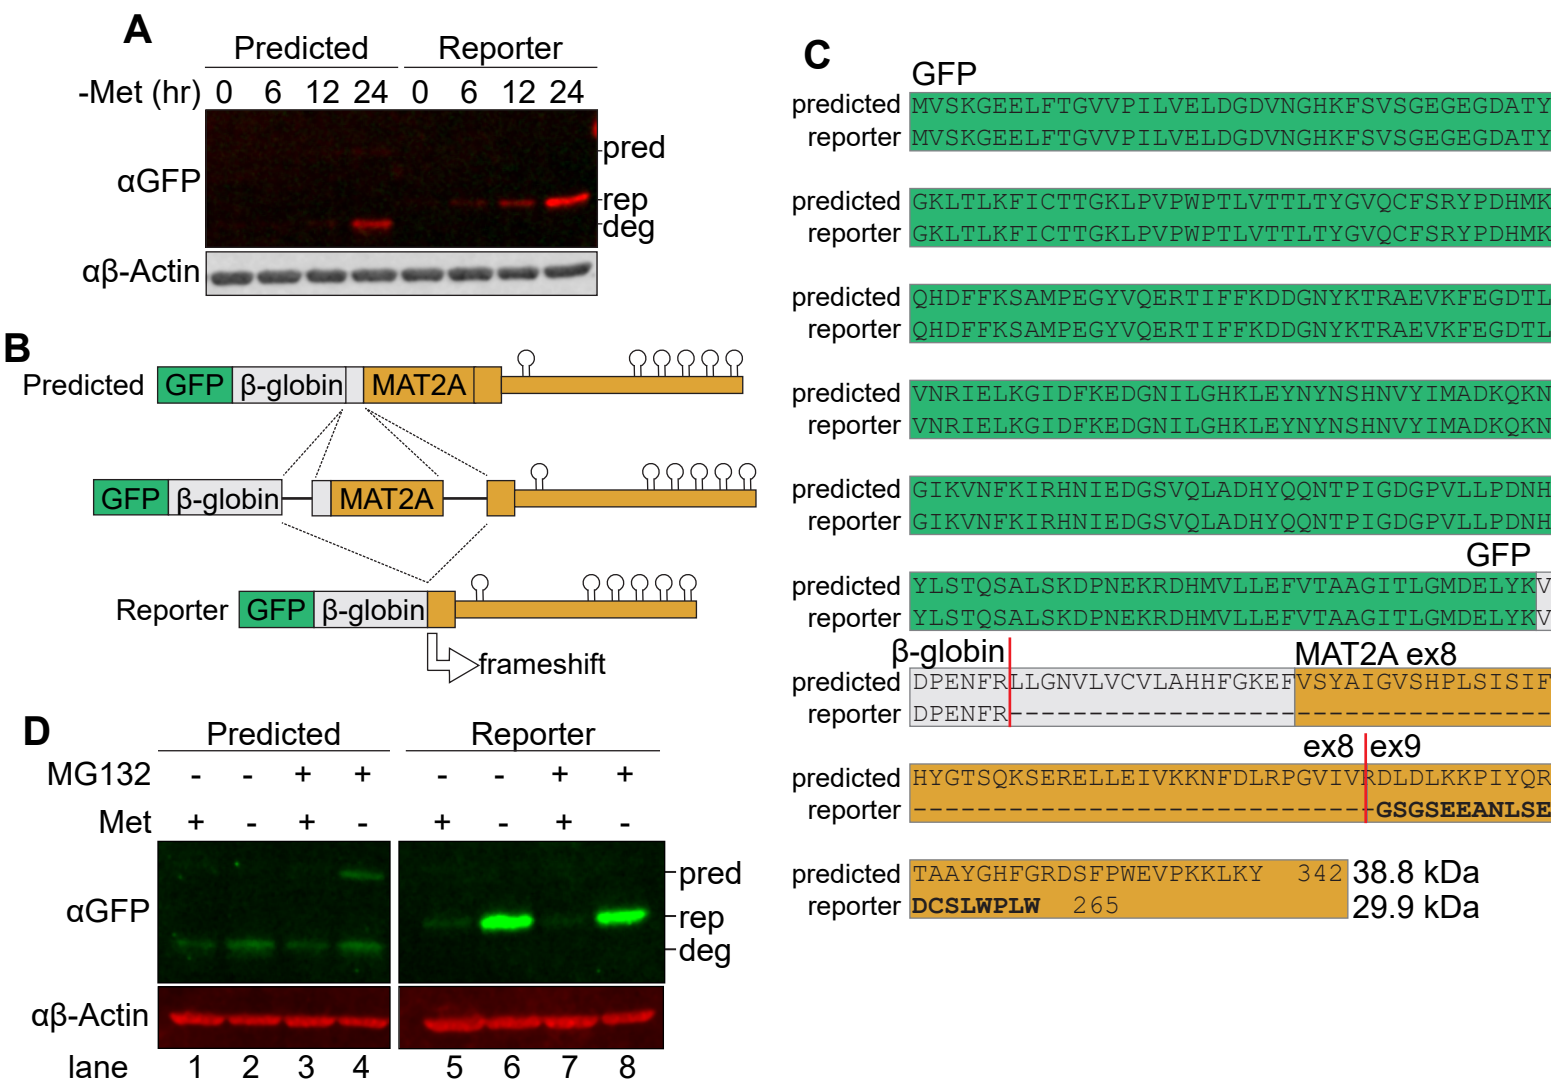 A
Predicted Reporter
-Met (hr) 0 6 12 24 0 6 12 24
αGFP
pred
rep
deg
αβ-Actin
B
Predicted GFP β-globin MAT2A
GFP β-globin MAT2A
Reporter GFP β-globin
frameshift
C
GFP
predicted MVSKGEELFTGVVPILVELDGDVNGHKFSVSGEGEGDATY
reporter MVSKGEELFTGVVPILVELDGDVNGHKFSVSGEGEGDATY
predicted GKLTLKFICTTGKLPVPWPTLVTTLTYGVQCFSRYPDHMK
reporter GKLTLKFICTTGKLPVPWPTLVTTLTYGVQCFSRYPDHMK
predicted QHDFFKSAMPEGYVQERTIFFKDDGNYKTRAEVKFEGDTL
reporter QHDFFKSAMPEGYVQERTIFFKDDGNYKTRAEVKFEGDTL
predicted VNRIELKGIDFKEDGNILGHKLEYNYNSHNVYIMADKQKN
reporter VNRIELKGIDFKEDGNILGHKLEYNYNSHNVYIMADKQKN
predicted GIKVNFKIRHNIEDGSVQLADHYQQNTPIGDGPVLLPDNH
reporter GIKVNFKIRHNIEDGSVQLADHYQQNTPIGDGPVLLPDNH
GFP
predicted YLSTQSALSKDPNEKRDHMVLLEFVTAAGITLGMDELYKV
reporter YLSTQSALSKDPNEKRDHMVLLEFVTAAGITLGMDELYKV
β-globin MAT2A ex8
predicted DPENFRLLGNVLVCVLAHHFGKEFVSYAIGVSHPLSISIF
reporter DPENFR----------------------------------
ex8 ex9
predicted HYGTSQKSERELLEIVKKNFDLRPGVIVRDLDLKKPIYQR
reporter -----------------------------GSGSEEANLSE
predicted TAAYGHFGRDSFPWEVPKKLKY 342 38.8 kDa
reporter DCSLWPLW 265 29.9 kDa
D
Predicted Reporter
MG132 - - + + - - + +
Met + - + - + - + -
αGFP
pred
rep
deg
αβ-Actin
lane 1 2 3 4 5 6 7 8